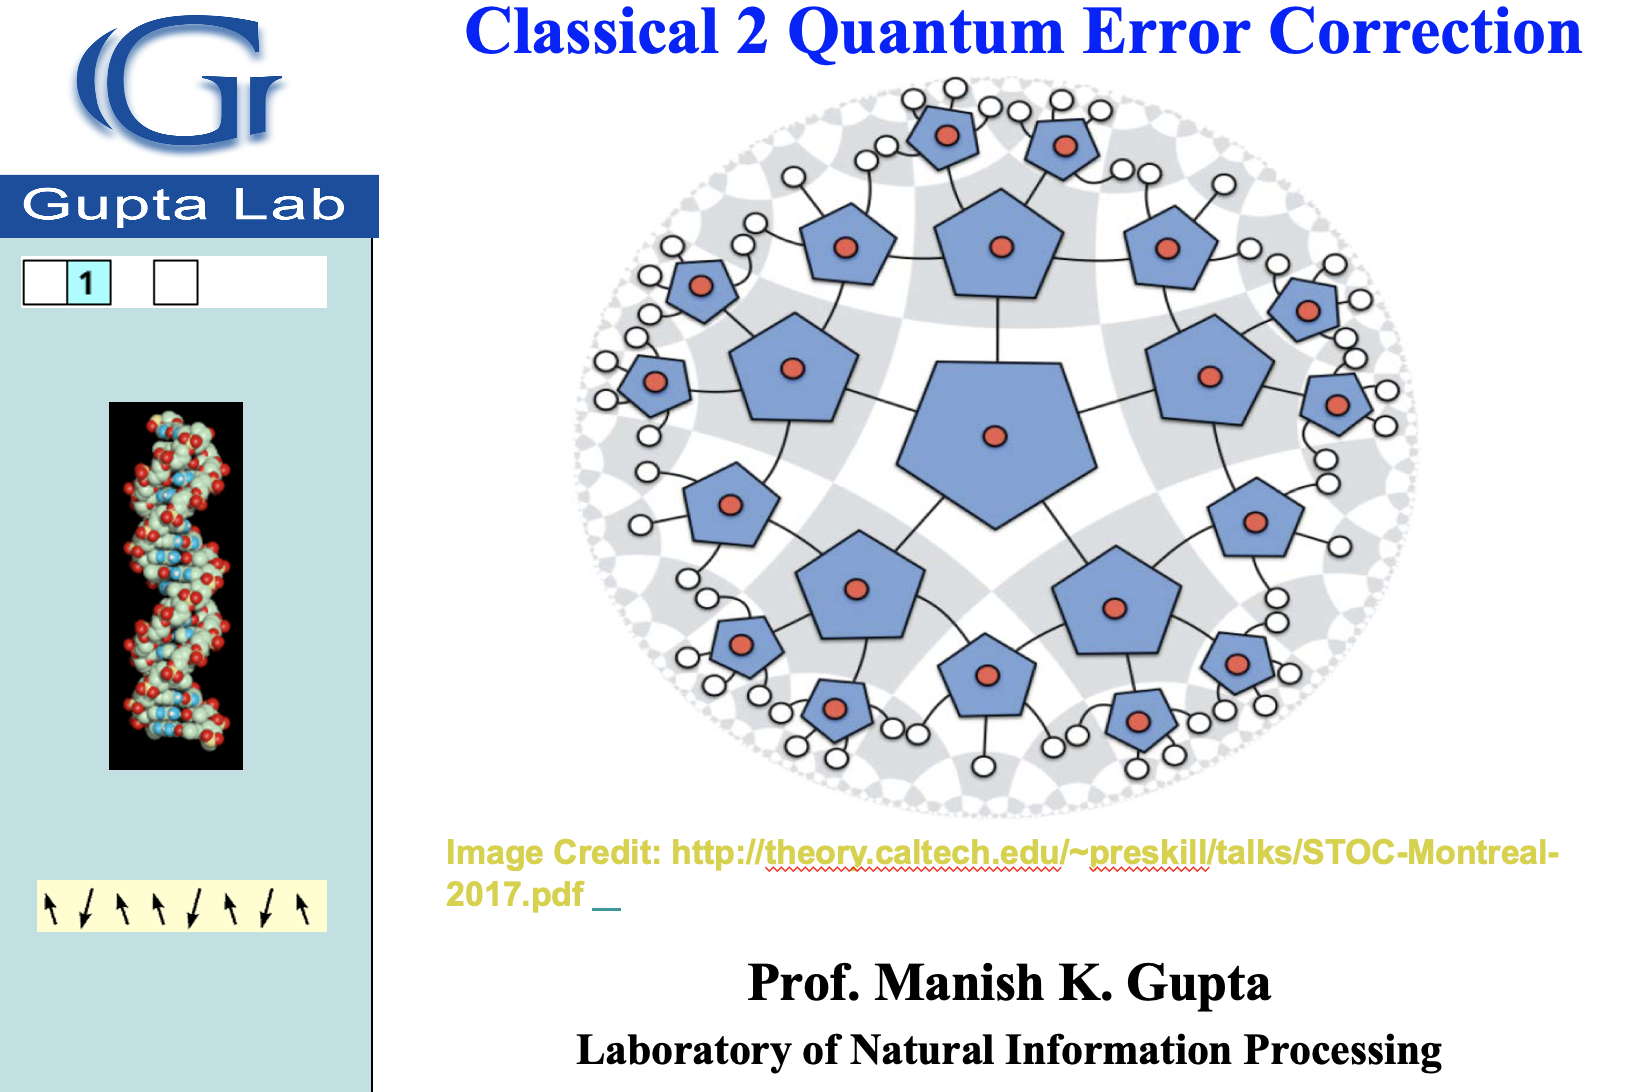 Classical 2 Quantum Error Correction
Gr
Gupta Lab
1
Image Credit: http://theory.caltech.edu/~preskill/talks/STOC-Montreal-
2017.pdf
Prof. Manish K. Gupta
Laboratory of Natural Information Processing